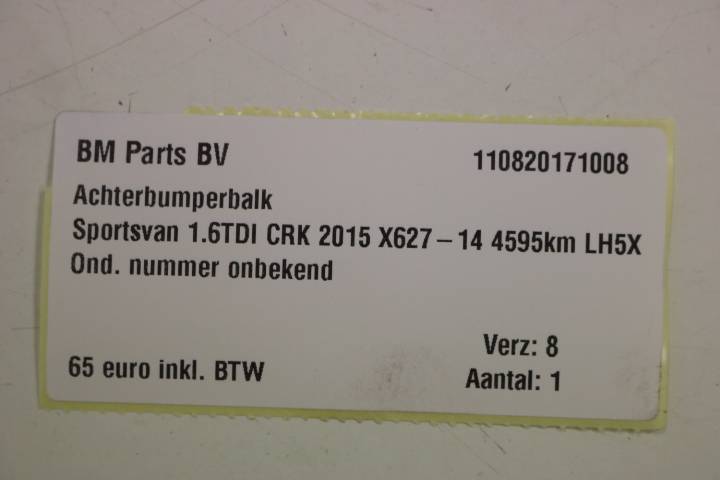 BM Parts BV 110820171008
Achterbumperbalk
Sportsvan 1.6TDI CRK 2015 X627-14 4595km LH5X
Ond. nummer onbekend
Verz: 8
65 euro inkl. BTW Aantal: 1